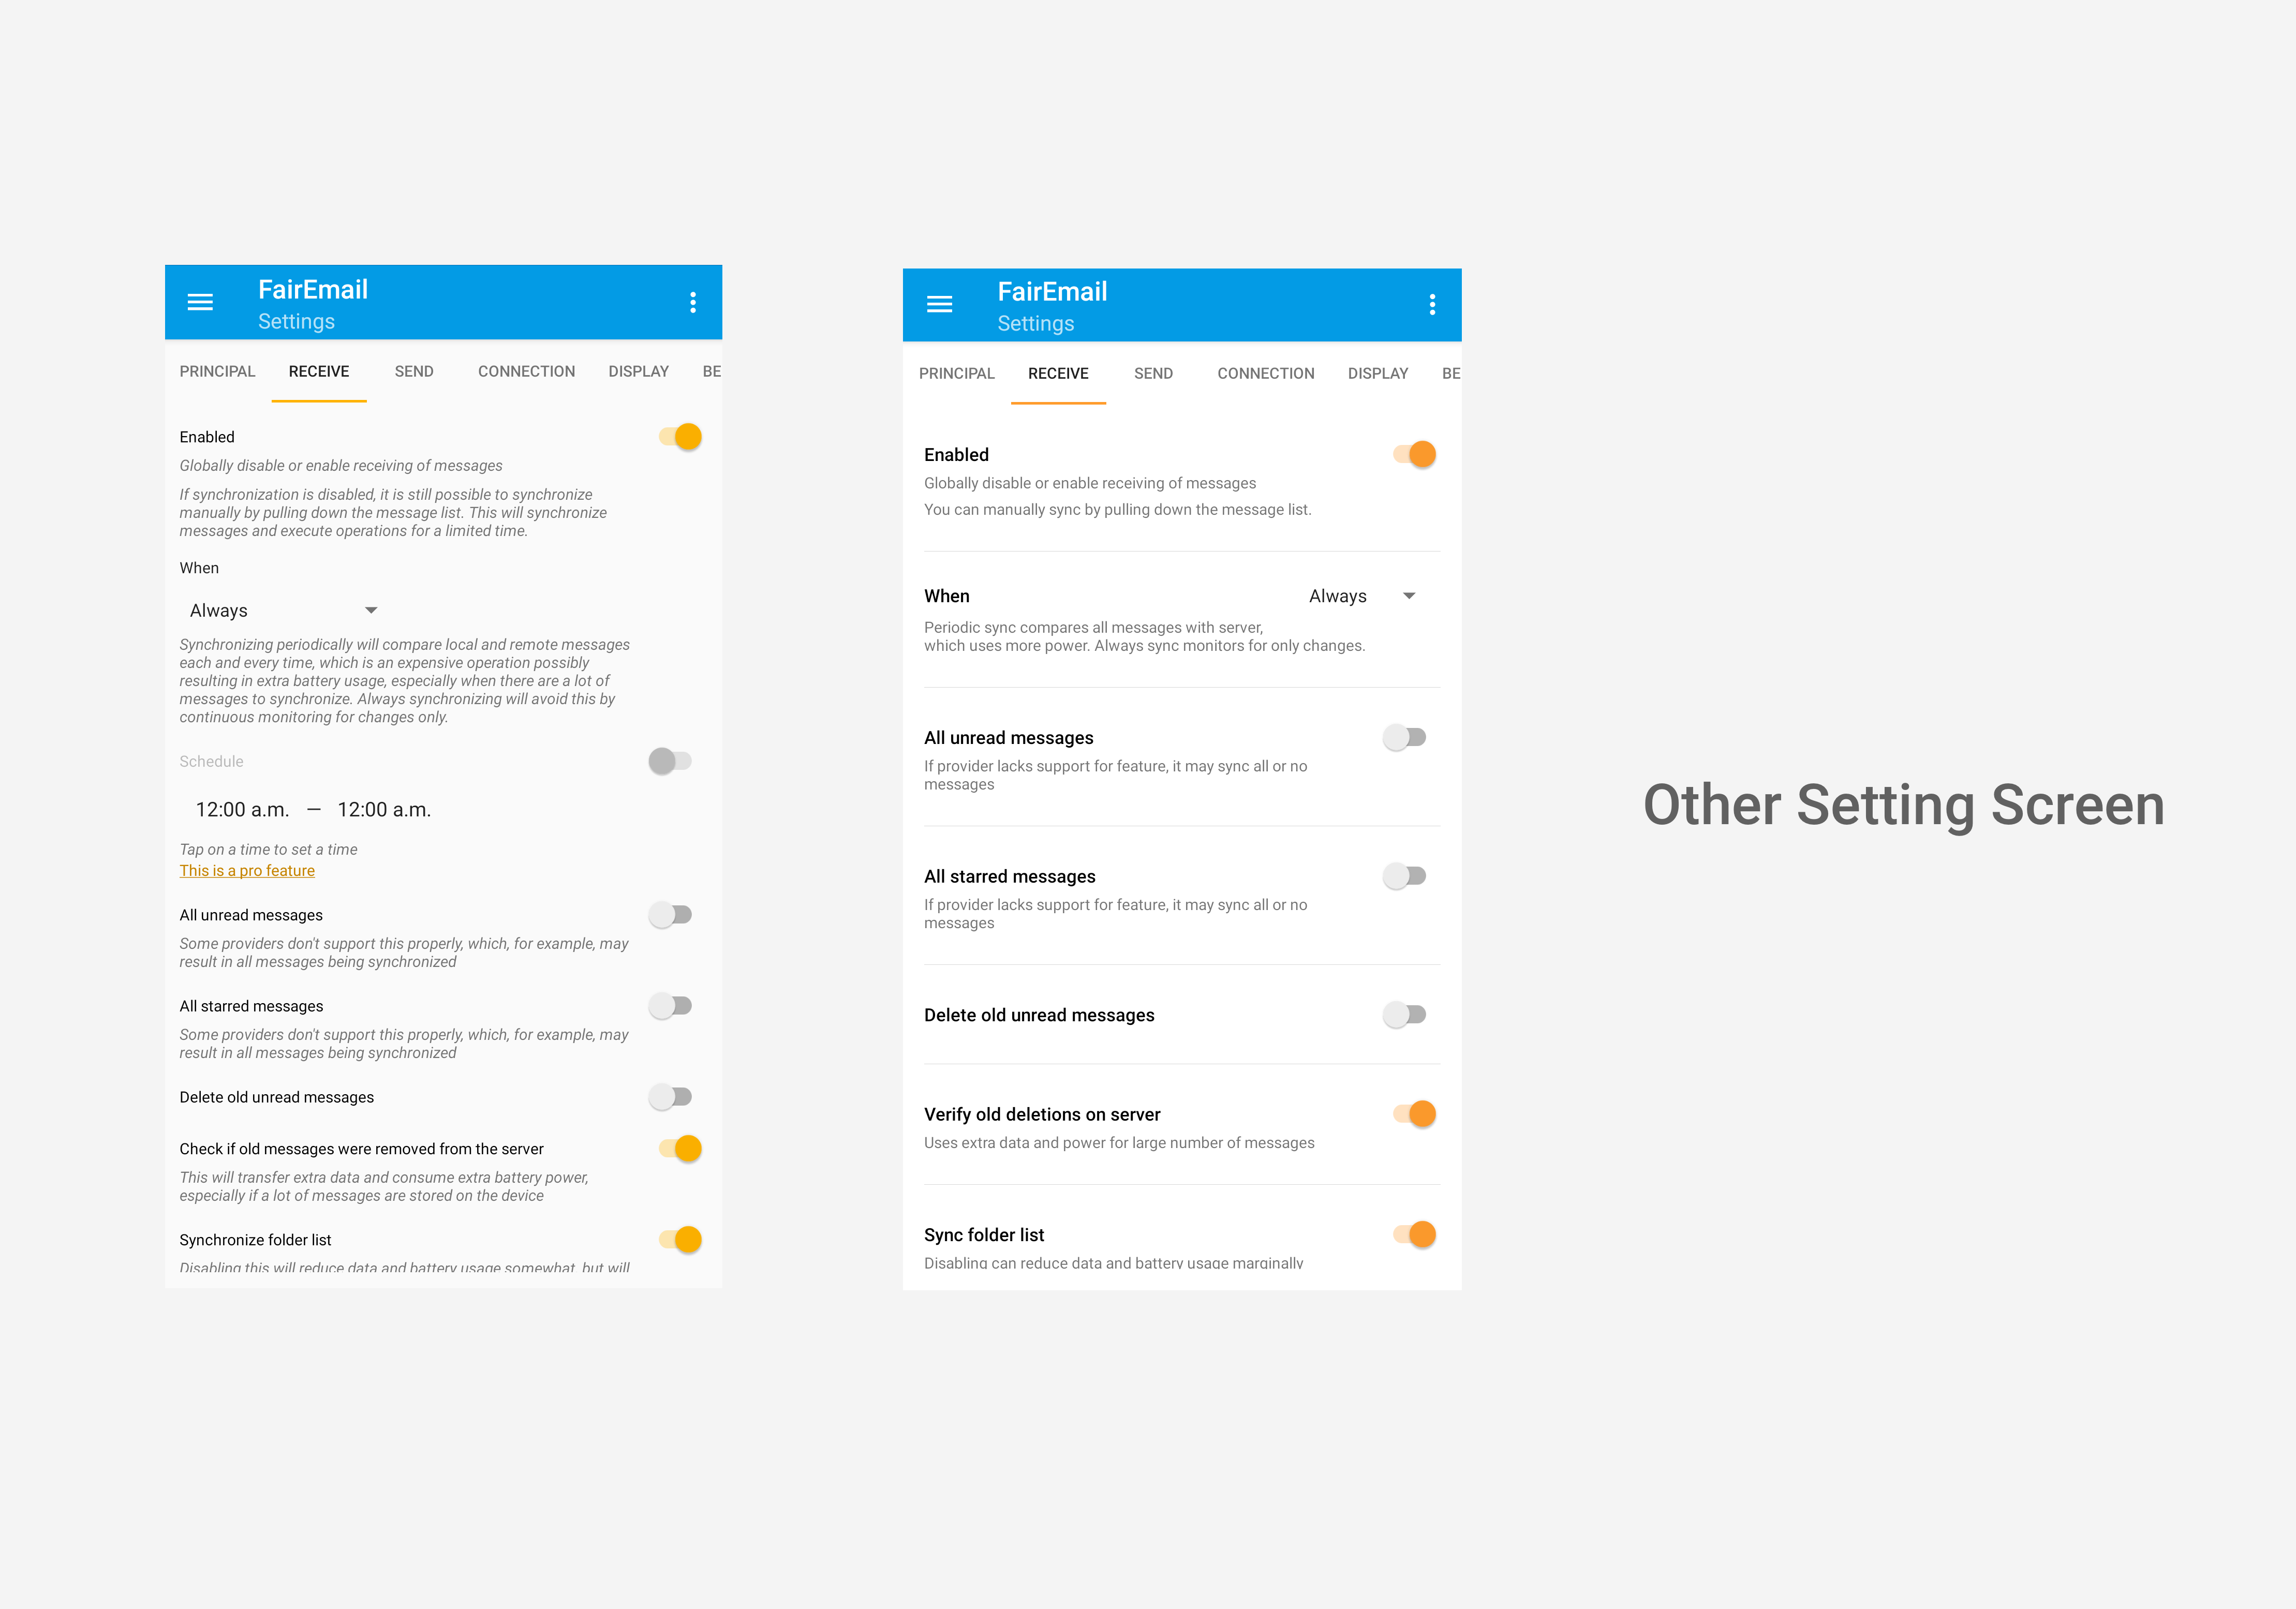 FairEmail
Settings
PRINCIPAL RECEIVE SEND CONNECTION DISPLAY BE
Enabled
Globally disable or enable receiving of messages
If synchronization is disabled, it is still possible to synchronize
manually by pulling down the message list. This will synchronize
messages and execute operations for a limited time.
When
Always
Synchronizing periodically will compare local and remote messages
each and every time, which is an expensive operation possibly
resulting in extra battery usage, especially when there are a lot of
messages to synchronize. Always synchronizing will avoid this by
continuous monitoring for changes only.
Schedule
12:00 a.m. — 12:00 a.m.
Tap on a time to set a time
This is a pro feature
All unread messages
Some providers don't support this properly, which, for example, may
result in all messages being synchronized
All starred messages
Some providers don't support this properly, which, for example, may
result in all messages being synchronized
Delete old unread messages
Check if old messages were removed from the server
This will transfer extra data and consume extra battery power,
especially if a lot of messages are stored on the device
Synchronize folder list
Disabling this will reduce data and battery usage somewhat, but will
FairEmail
Settings
PRINCIPAL RECEIVE SEND CONNECTION DISPLAY BE
Enabled
Globally disable or enable receiving of messages
You can manually sync by pulling down the message list.
When Always
Periodic sync compares all messages with server,
which uses more power. Always sync monitors for only changes.
All unread messages
If provider lacks support for feature, it may sync all or no
messages
All starred messages
If provider lacks support for feature, it may sync all or no
messages
Delete old unread messages
Verify old deletions on server
Uses extra data and power for large number of messages
Sync folder list
Disabling can reduce data and battery usage marginally
Other Setting Screen